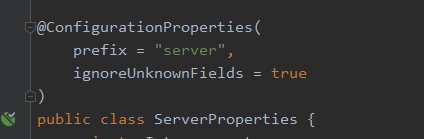 @ConfigurationProperties(
prefix = "server",
ignoreUnknownFields = true
)
public class ServerProperties {